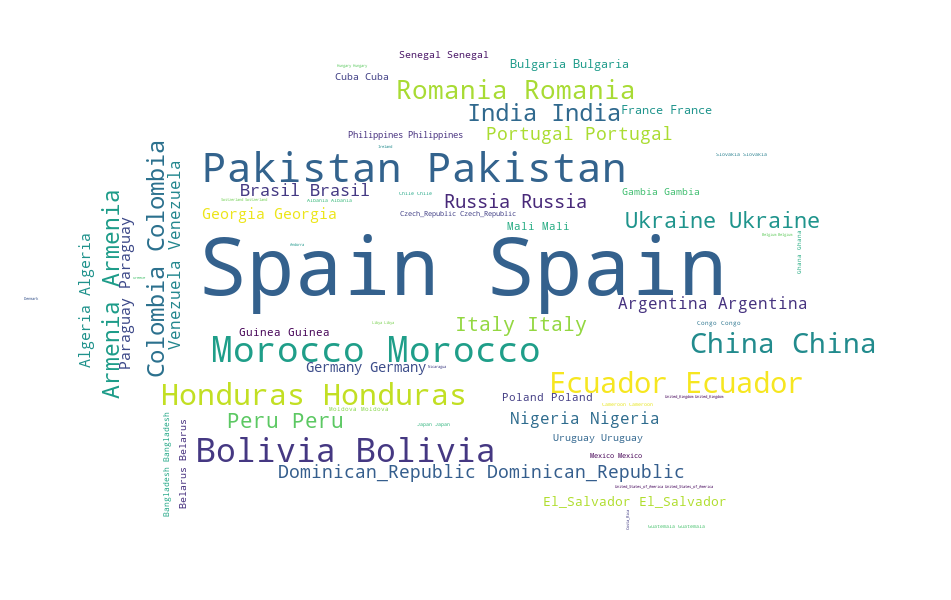 Senegal Senegal
Bulgaria Bulgaria
Hungary Hungary
Cuba Cuba
Romania Romania
India India
France France
Philippines Philippines
Portugal Portugal
Ireland
Slovakia Slovakia
Pakistan Pakistan
Brasil Brasil
Chile Chile
Gambia Gambia
Switzerland Switzerland
Albania Albania
Russia Russia
Georgia Georgia
Czech_Republic Czech_Republic
Mali Mali
Ukraine Ukraine
Belgium Belgium
Ghana Ghana
Andorra
Spain Spain
Colombia Colombia
Venezuela Venezuela
Armenia Armenia
Paraguay Paraguay
Algeria Algeria
Greece
Denmark
Argentina Argentina
Guinea Guinea
Italy Italy
Congo Congo
Morocco Morocco
China China
Germany Germany
Nicaragua
Ecuador Ecuador
Honduras Honduras
Poland Poland
United_Kingdom United_Kingdom
Cameroon Cameroon
Moldova Moldova
Peru Peru
Nigeria Nigeria
Japan Japan
Bangladesh Bangladesh
Belarus Belarus
Uruguay Uruguay
Bolivia Bolivia
Mexico Mexico
Dominican_Republic Dominican_Republic
United_States_of_America United_States_of_America
El_Salvador El_Salvador
Costa_Rica
Guatemala Guatemala